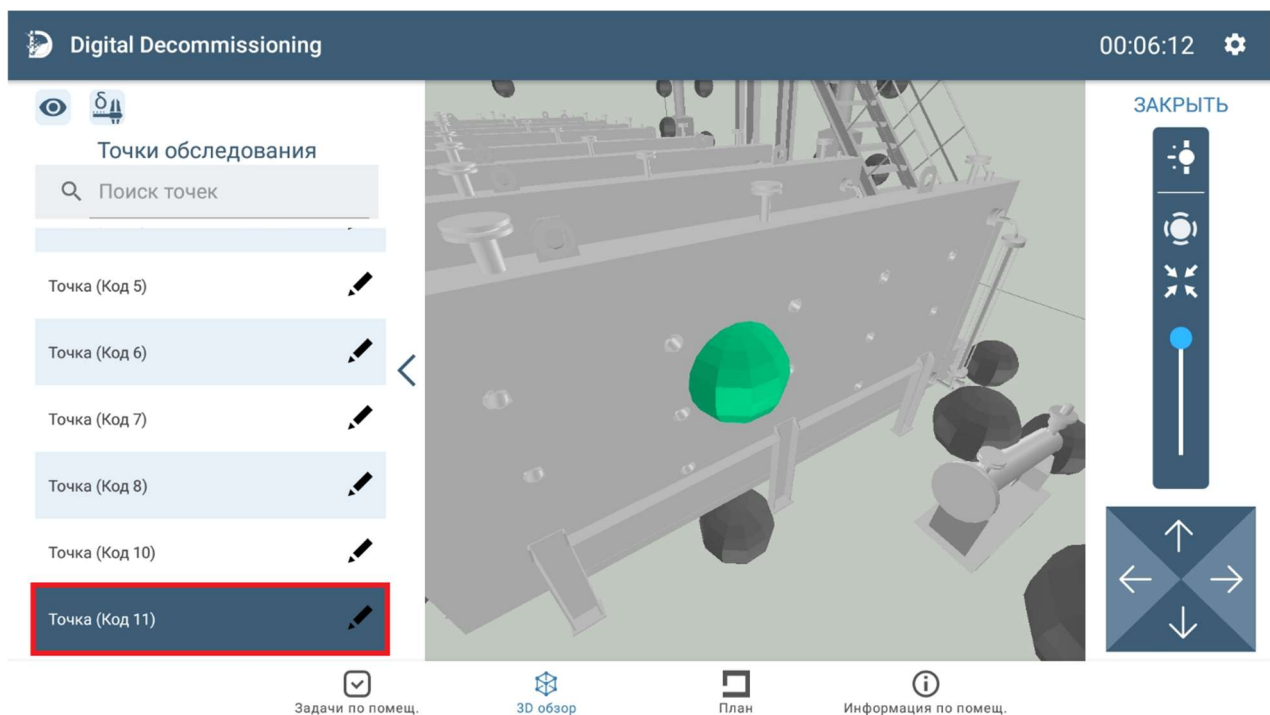 Digital Decommissioning
00:06:12
δ
ЗАКРЫТЬ
Точки обследования
Поиск точек
Точка (Код 5)
Точка (Код 6)
Точка (Код 7)
Точка (Код 8)
Точка (Код 10)
Точка (Код 11)
Задачи по помещ.
3D обзор
План
Информация по помещ.